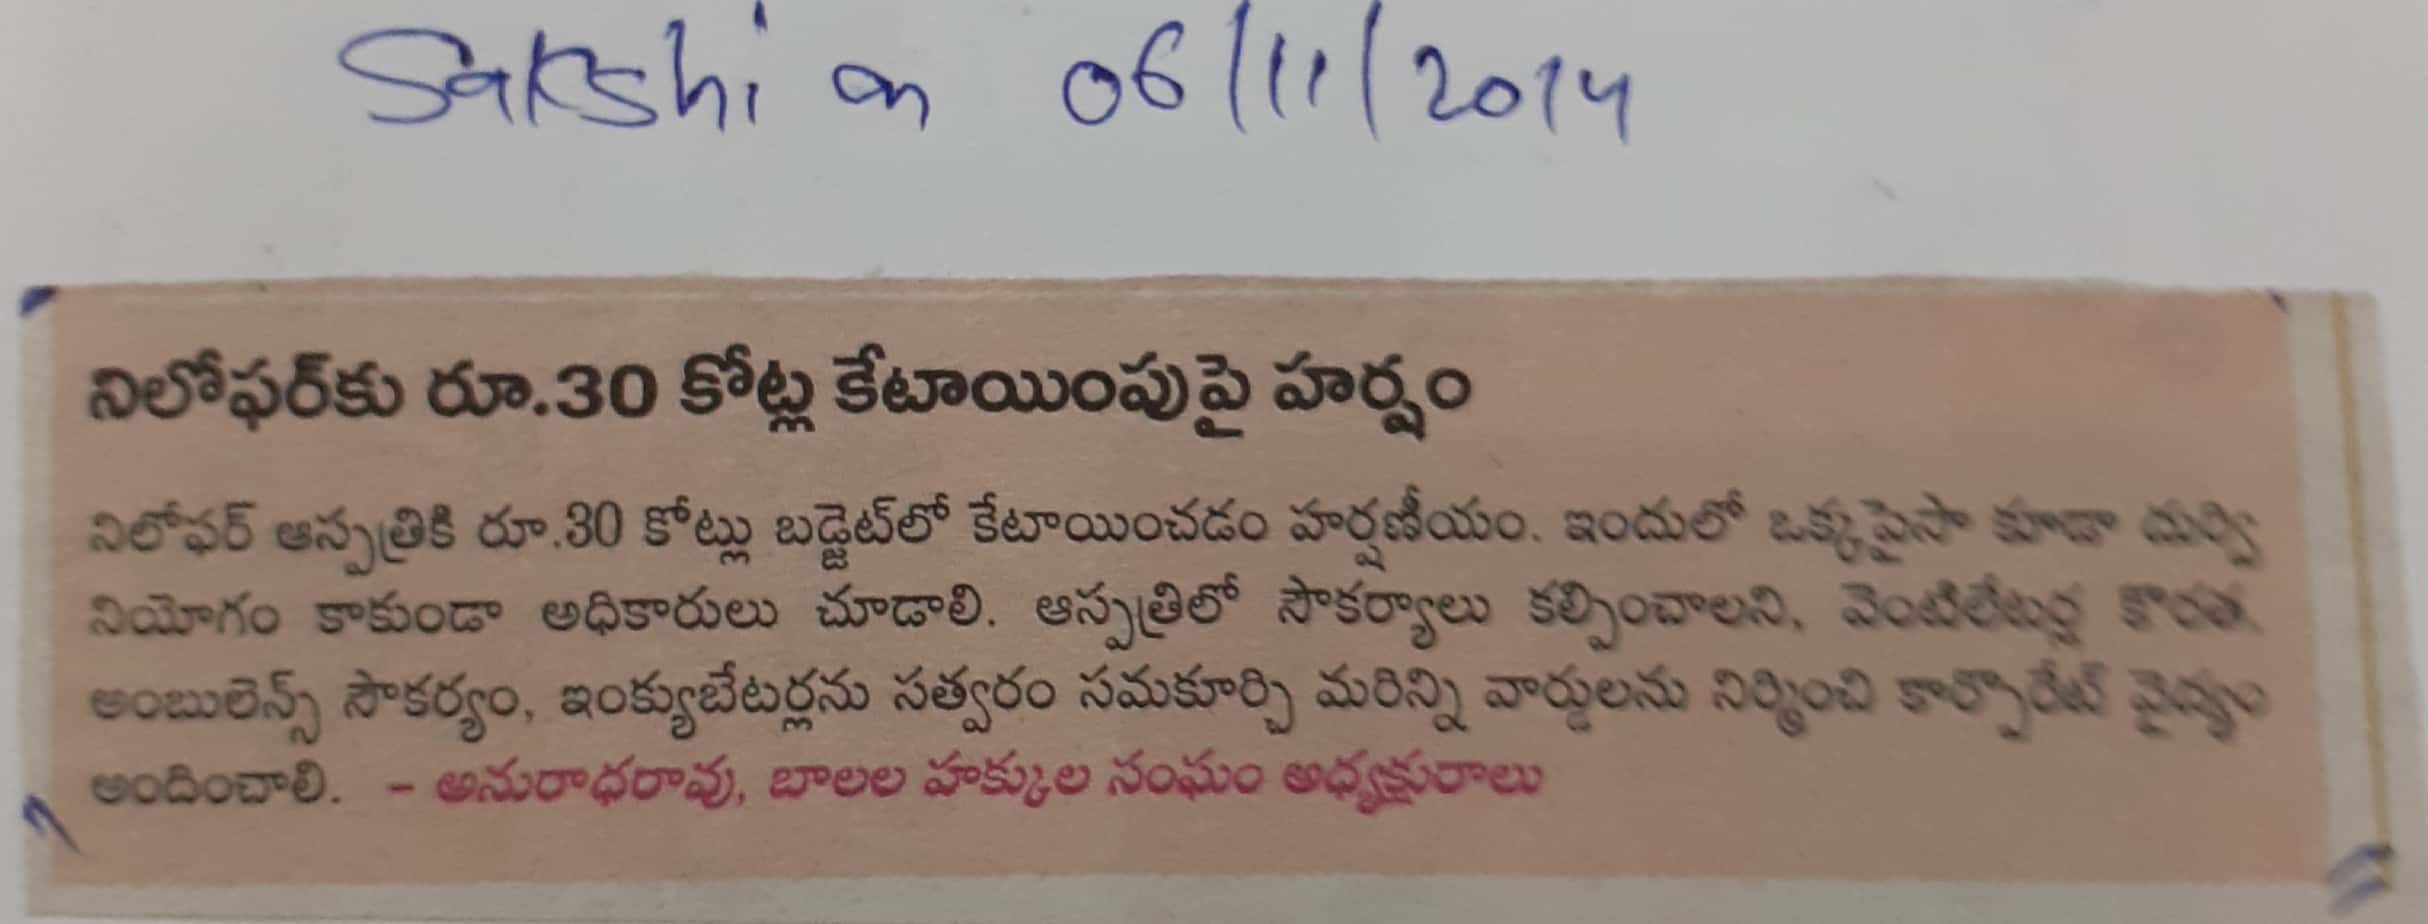 Sakshi on 06/11/2014
నిలోఫర్‌కు రూ.30 కోట్ల కేటాయింపుపై హర్షం
నిలోఫర్ ఆస్పత్రికి రూ.30 కోట్లు బడ్జెట్‌లో కేటాయించడం హర్షణీయం. ఇందులో ఒక్కపైసా కూడా దుర్వి
నియోగం కాకుండా అధికారులు చూడాలి. ఆస్పత్రిలో సౌకర్యాలు కల్పించాలని, వెంటిలేటర్ల కొరత,
అంబులెన్స్ సౌకర్యం, ఇంక్యుబేటర్లను సత్వరం సమకూర్చి మరిన్ని వార్డులను నిర్మించి కార్పొరేట్ వైద్యం
అందించాలి. - అనురాధరావు, బాలల హక్కుల సంఘం అధ్యక్షురాలు